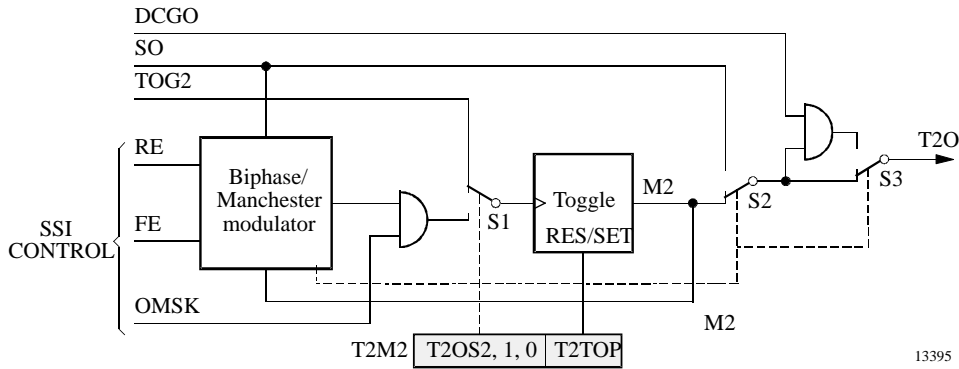 DCGO
SO
TOG2
T2O
RE
Biphase/
Manchester
modulator
M2
S2
S3
Toggle
S1
FE
RES/SET
SSI
CONTROL
OMSK
M2
T2M2
T2OS2, 1, 0
T2TOP
13395